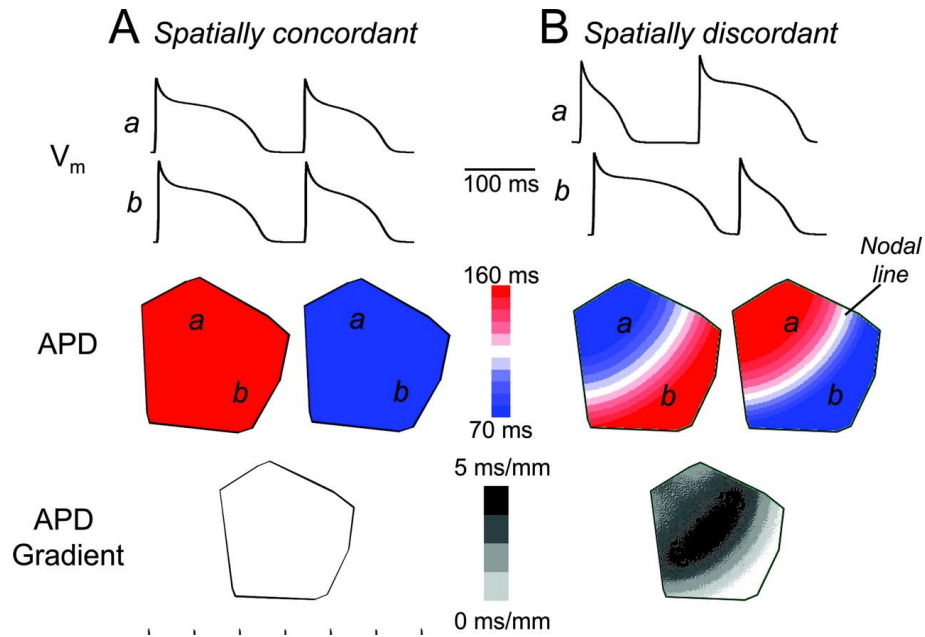 A Spatially concordant
B Spatially discordant
a
a
V_m
100 ms
b
b
Nodal
line
160 ms
a
a
a
a
APD
b
b
b
b
70 ms
5 ms/mm
APD
Gradient
0 ms/mm